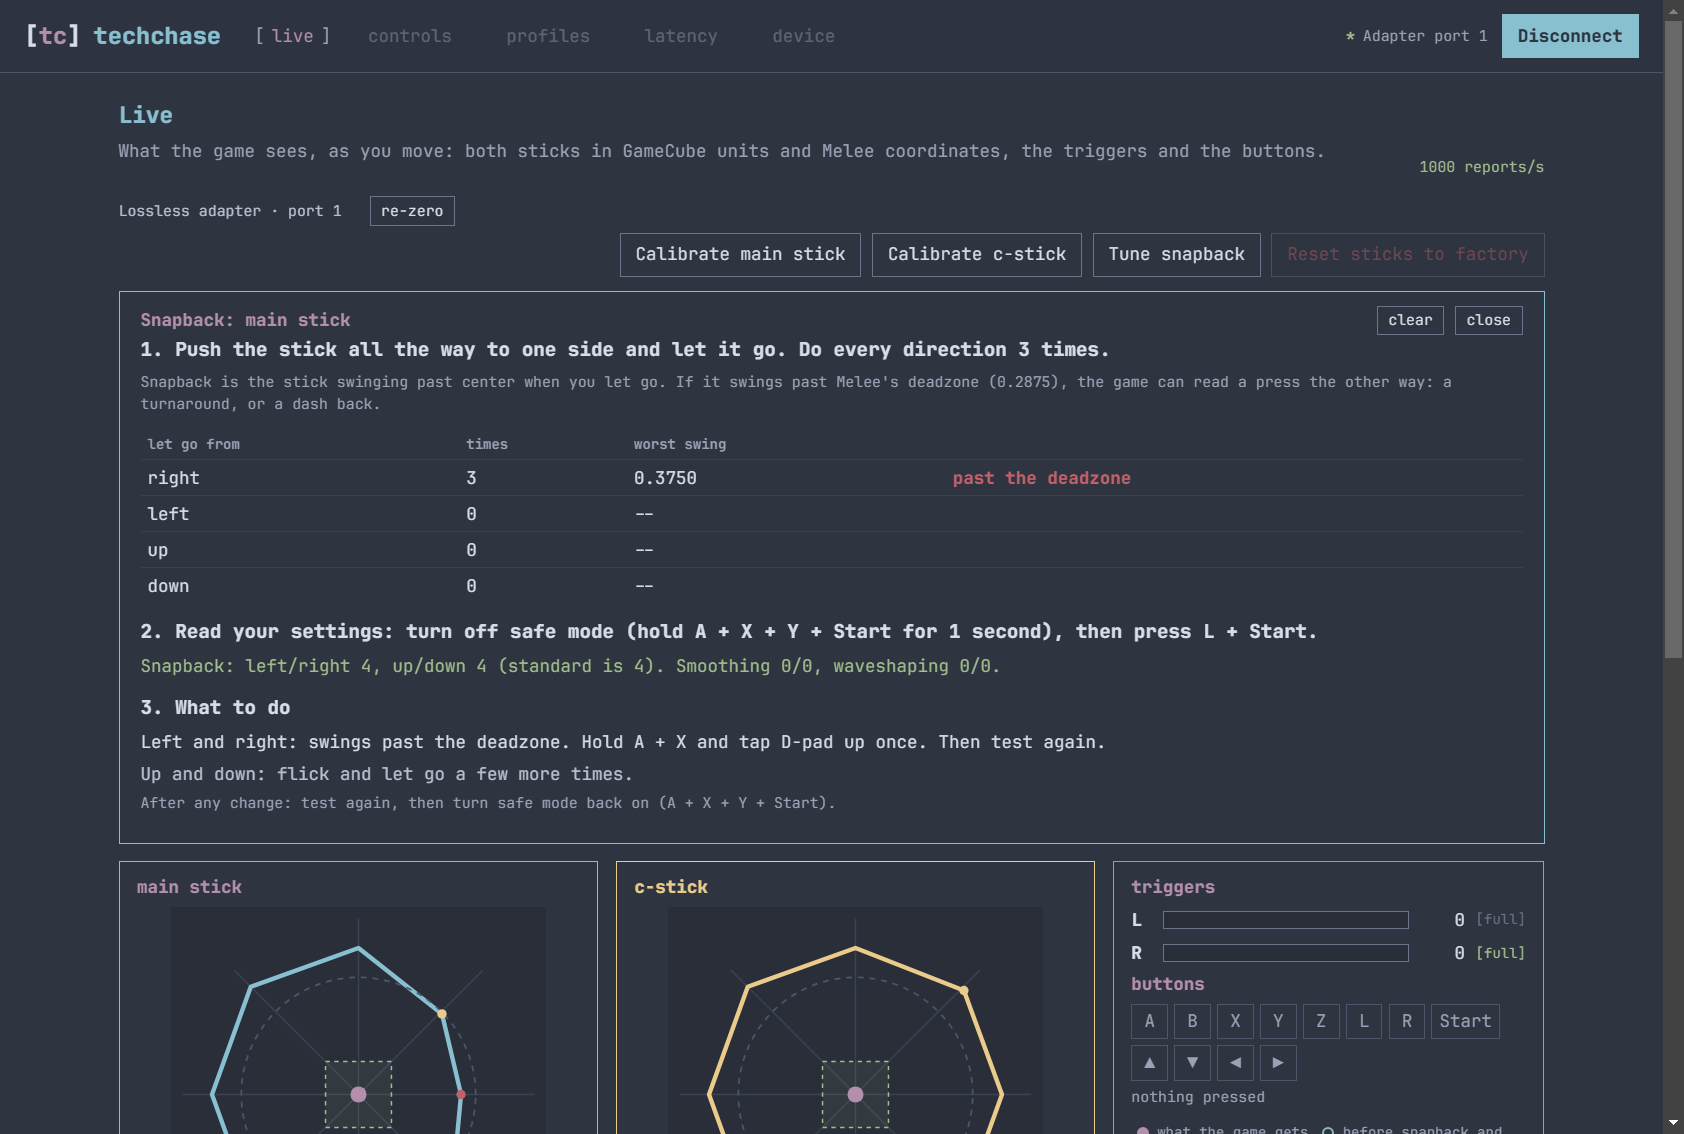 [tc] techchase [ live ] controls profiles latency device * Adapter port 1 Disconnect
Live
What the game sees, as you move: both sticks in GameCube units and Melee coordinates, the triggers and the buttons.
1000 reports/s
Lossless adapter · port 1 re-zero
Calibrate main stick Calibrate c-stick Tune snapback Reset sticks to factory
Snapback: main stick clear close
1. Push the stick all the way to one side and let it go. Do every direction 3 times.
Snapback is the stick swinging past center when you let go. If it swings past Melee's deadzone (0.2875), the game can read a press the other way: a
turnaround, or a dash back.
let go from times worst swing
right 3 0.3750 past the deadzone
left 0 --
up 0 --
down 0 --
2. Read your settings: turn off safe mode (hold A + X + Y + Start for 1 second), then press L + Start.
Snapback: left/right 4, up/down 4 (standard is 4). Smoothing 0/0, waveshaping 0/0.
3. What to do
Left and right: swings past the deadzone. Hold A + X and tap D-pad up once. Then test again.
Up and down: flick and let go a few more times.
After any change: test again, then turn safe mode back on (A + X + Y + Start).
main stick
c-stick
triggers
L 0 [full]
R 0 [full]
buttons
A B X Y Z L R Start
▲ ▼ ◄ ►
nothing pressed
what the game gets before snapback and